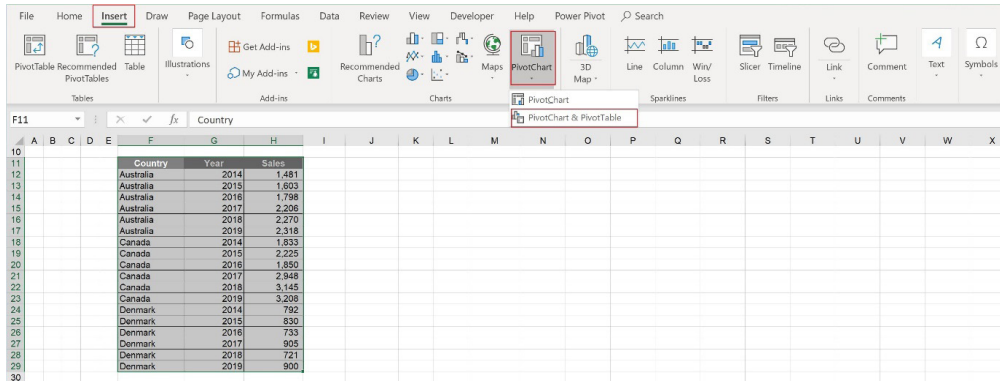 File Home Insert Draw Page Layout Formulas Data Review View Developer Help Power Pivot Search
PivotTable Recommended PivotTables Table Illustrations Get Add-ins My Add-ins Recommended Charts Maps PivotChart 3D Map Line Column Win/Loss Slicer Timeline Link Comment Text Symbols
Tables Add-ins Charts Sparklines Filters Links Comments
PivotChart
PivotChart & PivotTable
F11 fx Country
A B C D E F G H I J K L M N O P Q R S T U V W X
10
11 Country Year Sales
12 Australia 2014 1,481
13 Australia 2015 1,603
14 Australia 2016 1,798
15 Australia 2017 2,206
16 Australia 2018 2,270
17 Australia 2019 2,318
18 Canada 2014 1,833
19 Canada 2015 2,225
20 Canada 2016 1,850
21 Canada 2017 2,948
22 Canada 2018 3,145
23 Canada 2019 3,208
24 Denmark 2014 792
25 Denmark 2015 830
26 Denmark 2016 733
27 Denmark 2017 905
28 Denmark 2018 721
29 Denmark 2019 900
30